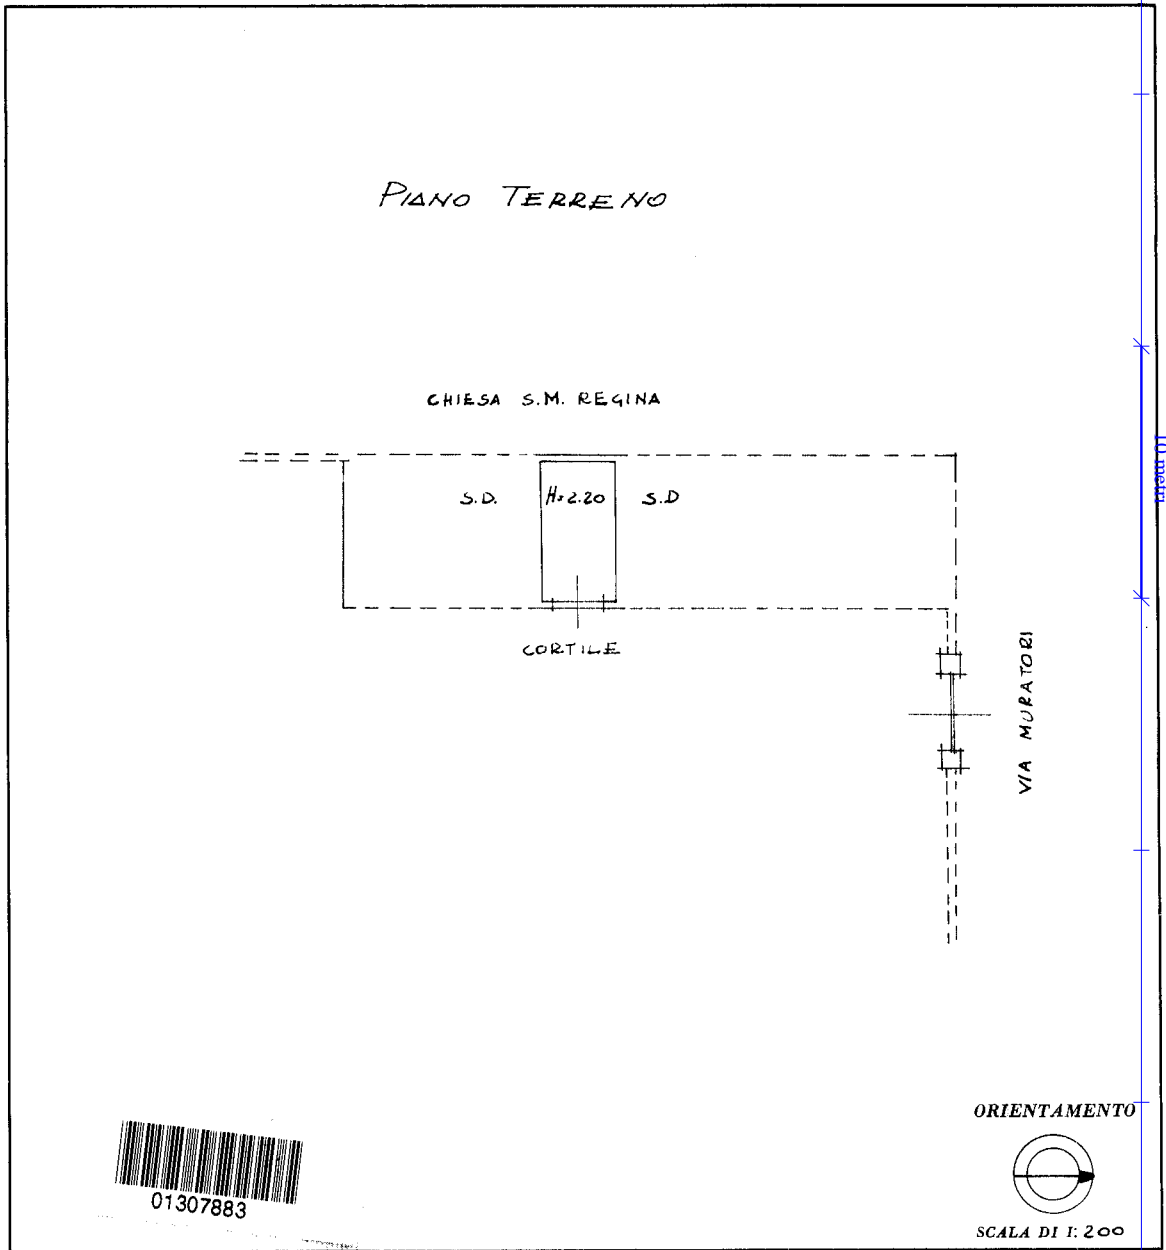 PIANO TERRENO
CHIESA S.M. REGINA
10 metri
S.D. H=2.20 S.D
CORTILE
VIA MURATORI
ORIENTAMENTO
01307883
SCALA DI 1: 200